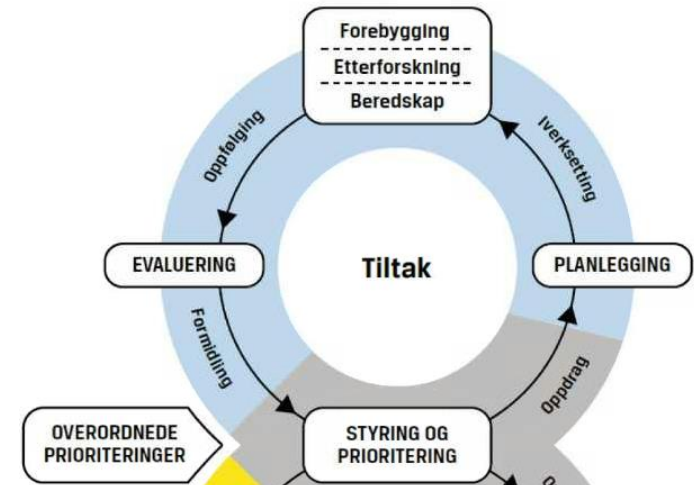 Forebygging
Etterforskning
Beredskap
Oppfølging
Iverksetting
EVALUERING
Tiltak
PLANLEGGING
Formidling
Oppdrag
OVERORDNEDE
PRIORITERINGER
STYRING OG
PRIORITERING